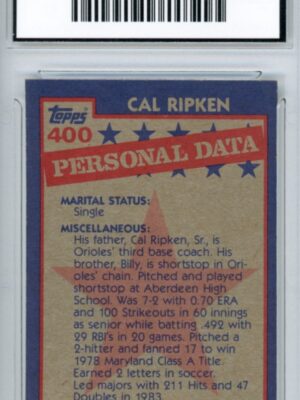 CAL RIPKEN
Topps
400
PERSONAL DATA
MARITAL STATUS:
Single
MISCELLANEOUS:
His father, Cal Ripken, Sr., is
Orioles' third base coach. His
brother, Billy, is shortstop in Ori-
oles' chain. Pitched and played
shortstop at Aberdeen High
School. Was 7-2 with 0.70 ERA
and 100 Strikeouts in 60 innings
as senior while batting .492 with
29 RBI's in 20 games. Pitched a
2-hitter and fanned 17 to win
1978 Maryland Class A Title.
Earned 2 letters in soccer.
Led majors with 211 Hits and 47
Doubles in 1983.